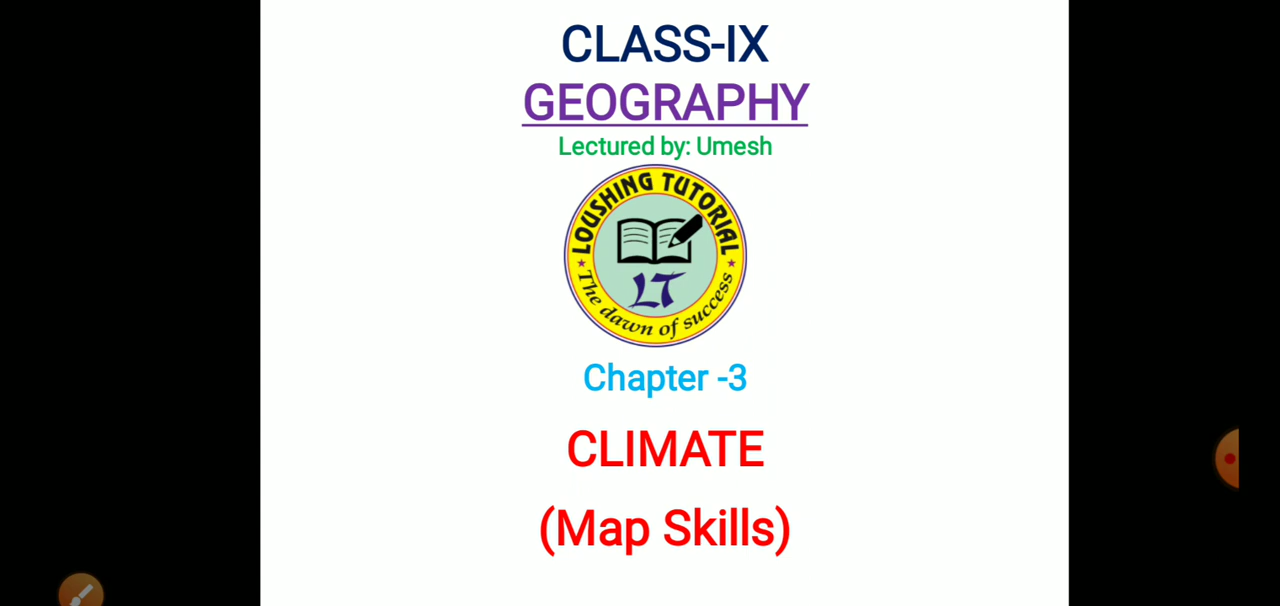 CLASS-IX
GEOGRAPHY
Lectured by: Umesh
LOUSHING TUTORIAL
LT
The dawn of success
Chapter -3
CLIMATE
(Map Skills)